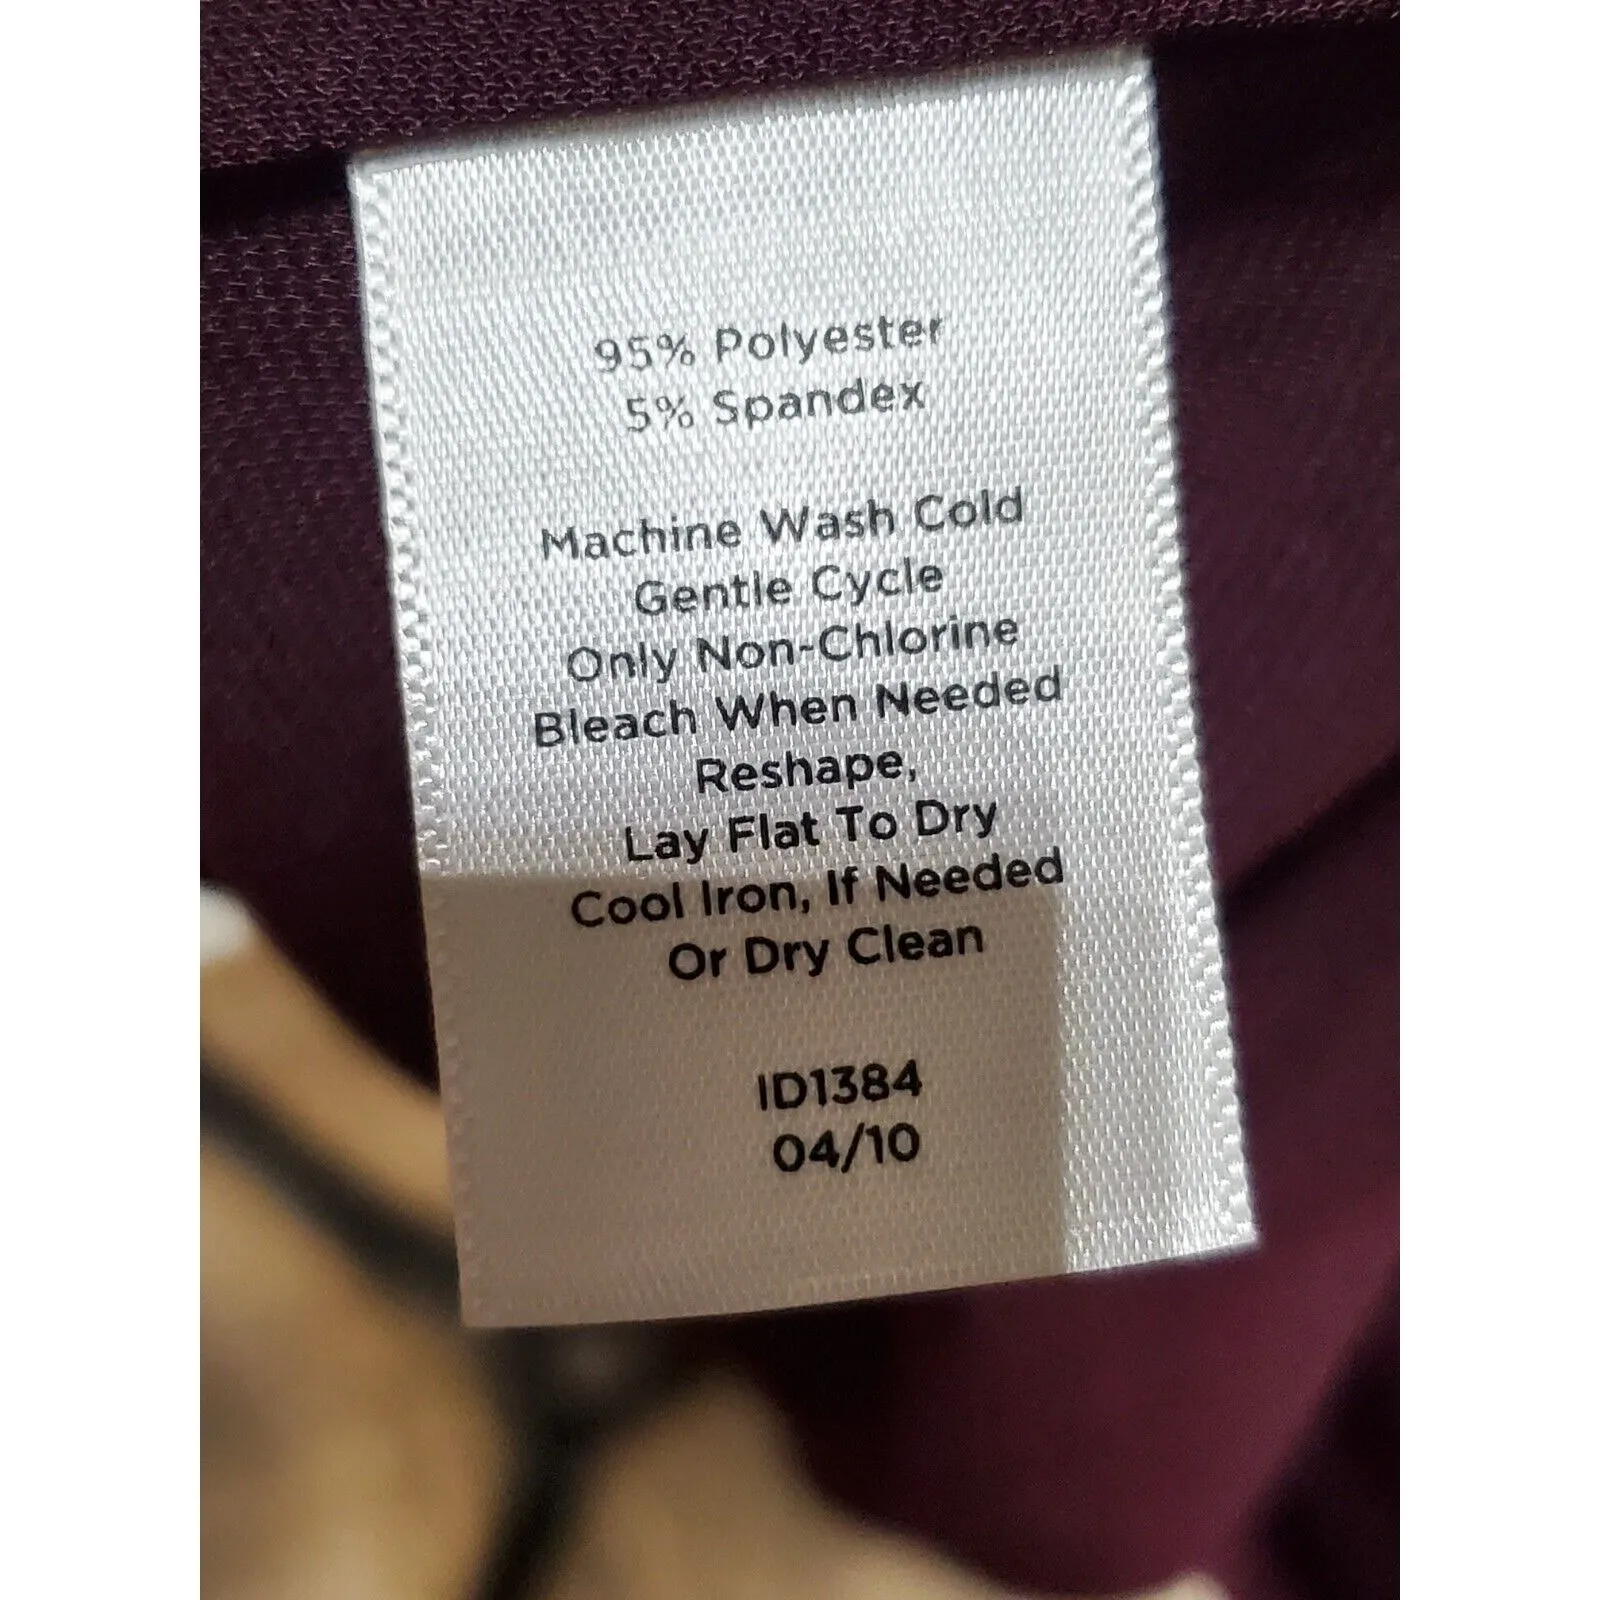 95% Polyester
5% Spandex
Machine Wash Cold
Gentle Cycle
Only Non-Chlorine
Bleach When Needed
Reshape,
Lay Flat To Dry
Cool Iron, If Needed
Or Dry Clean
ID1384
04/10